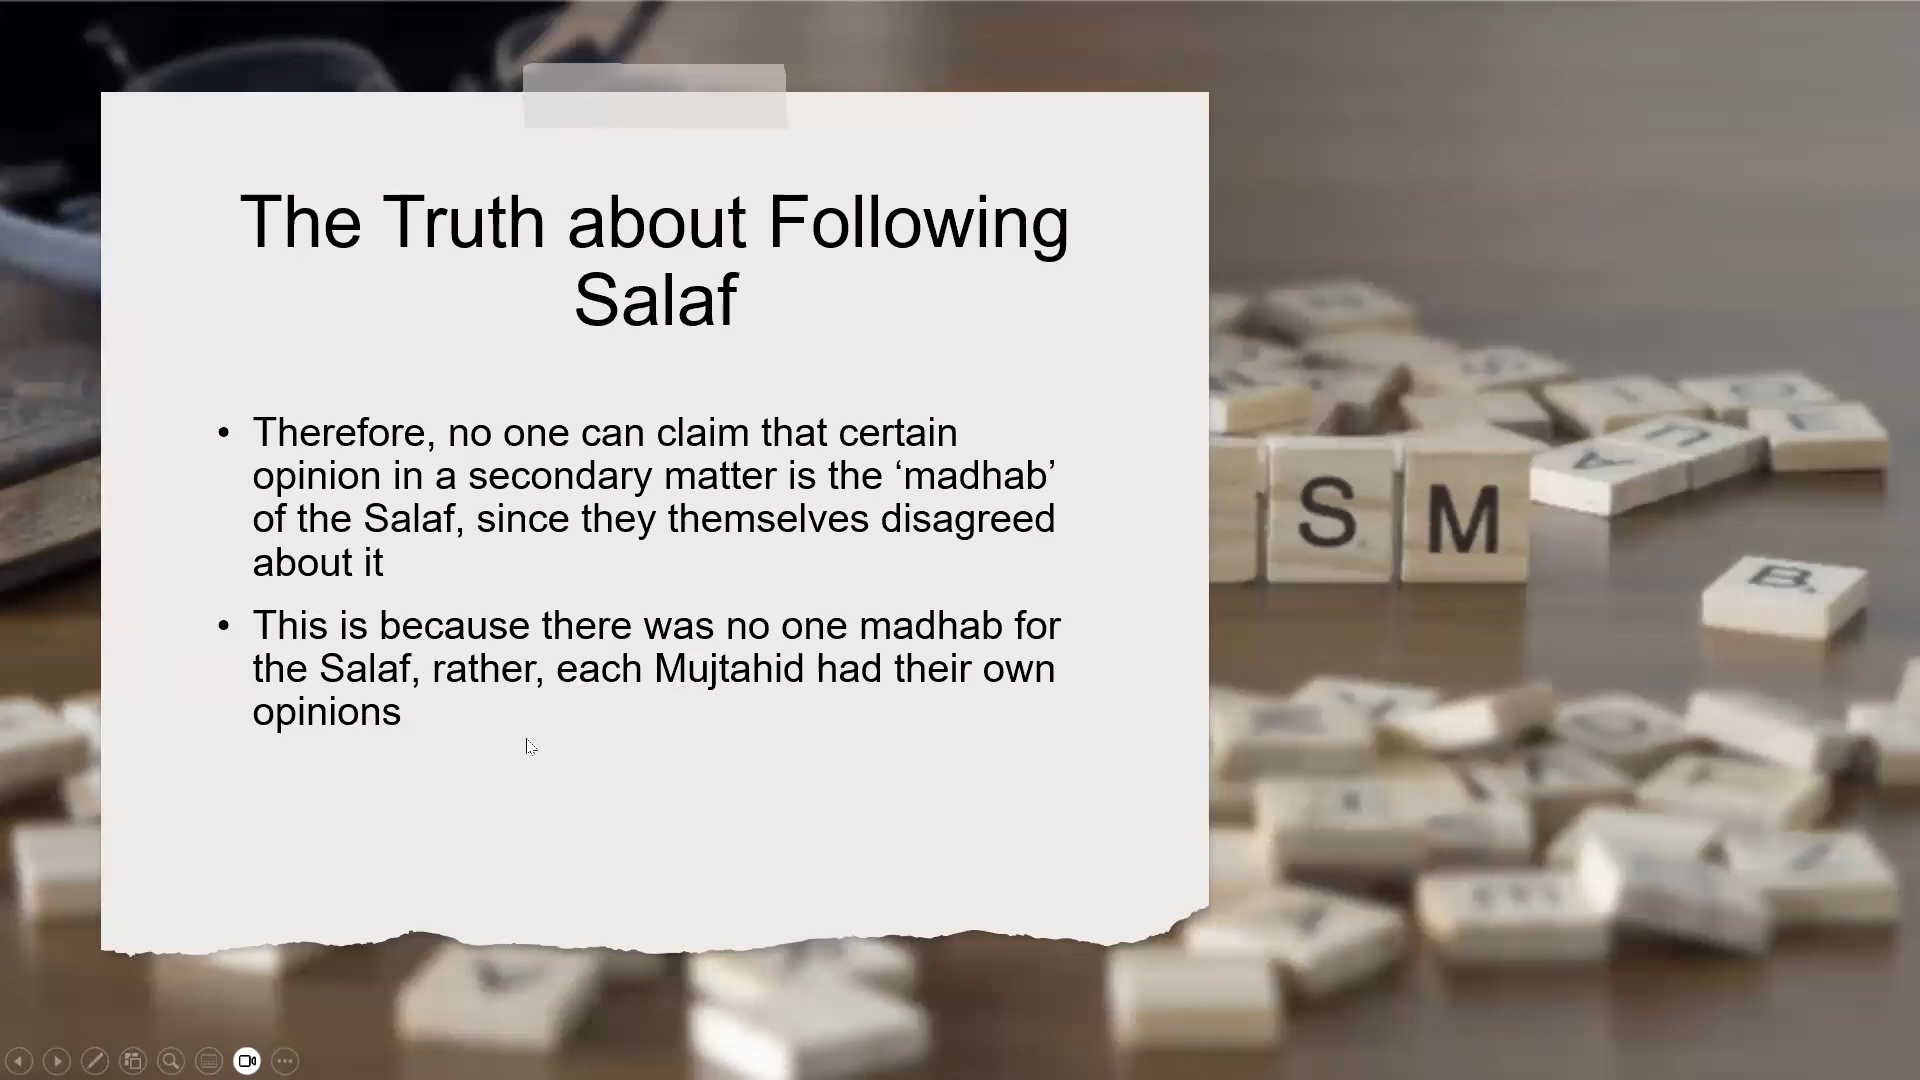 The Truth about Following
Salaf
• Therefore, no one can claim that certain
opinion in a secondary matter is the ‘madhab’
of the Salaf, since they themselves disagreed
about it
• This is because there was no one madhab for
the Salaf, rather, each Mujtahid had their own
opinions
S M
B